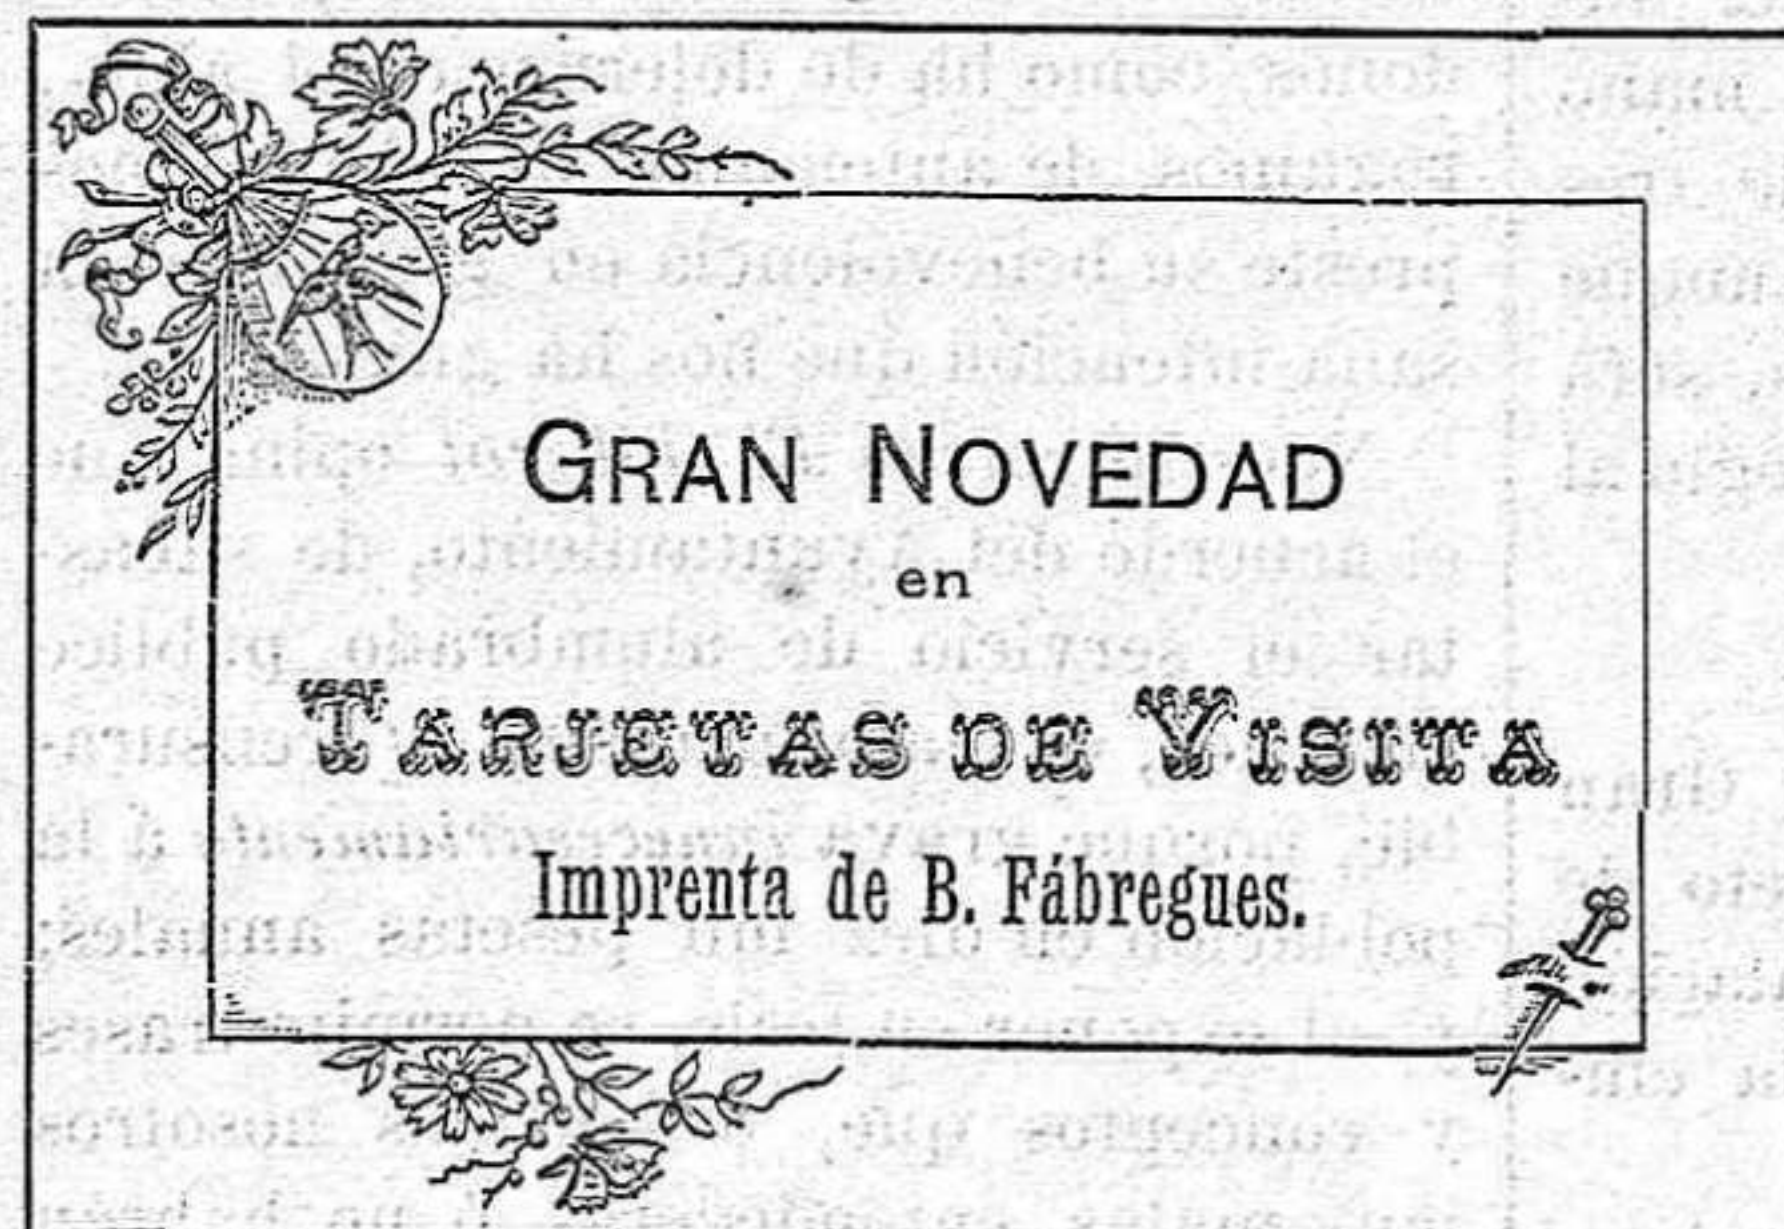 GRAN NOVEDAD
en
TARJETAS DE VISITA
Imprenta de B. Fábregues.